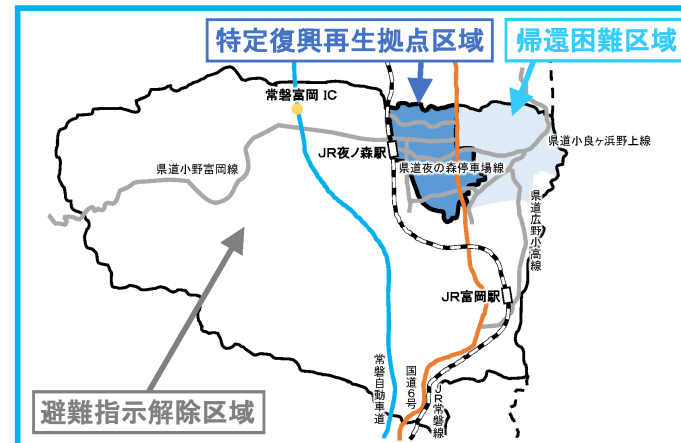 特定復興再生拠点区域
帰還困難区域
常磐富岡 IC
県道小良ヶ浜野上線
JR夜ノ森駅
県道小野富岡線
県道夜の森停車場線
県道広野小高線
JR富岡駅
避難指示解除区域
常磐自動車道
国道6号
JR常磐線